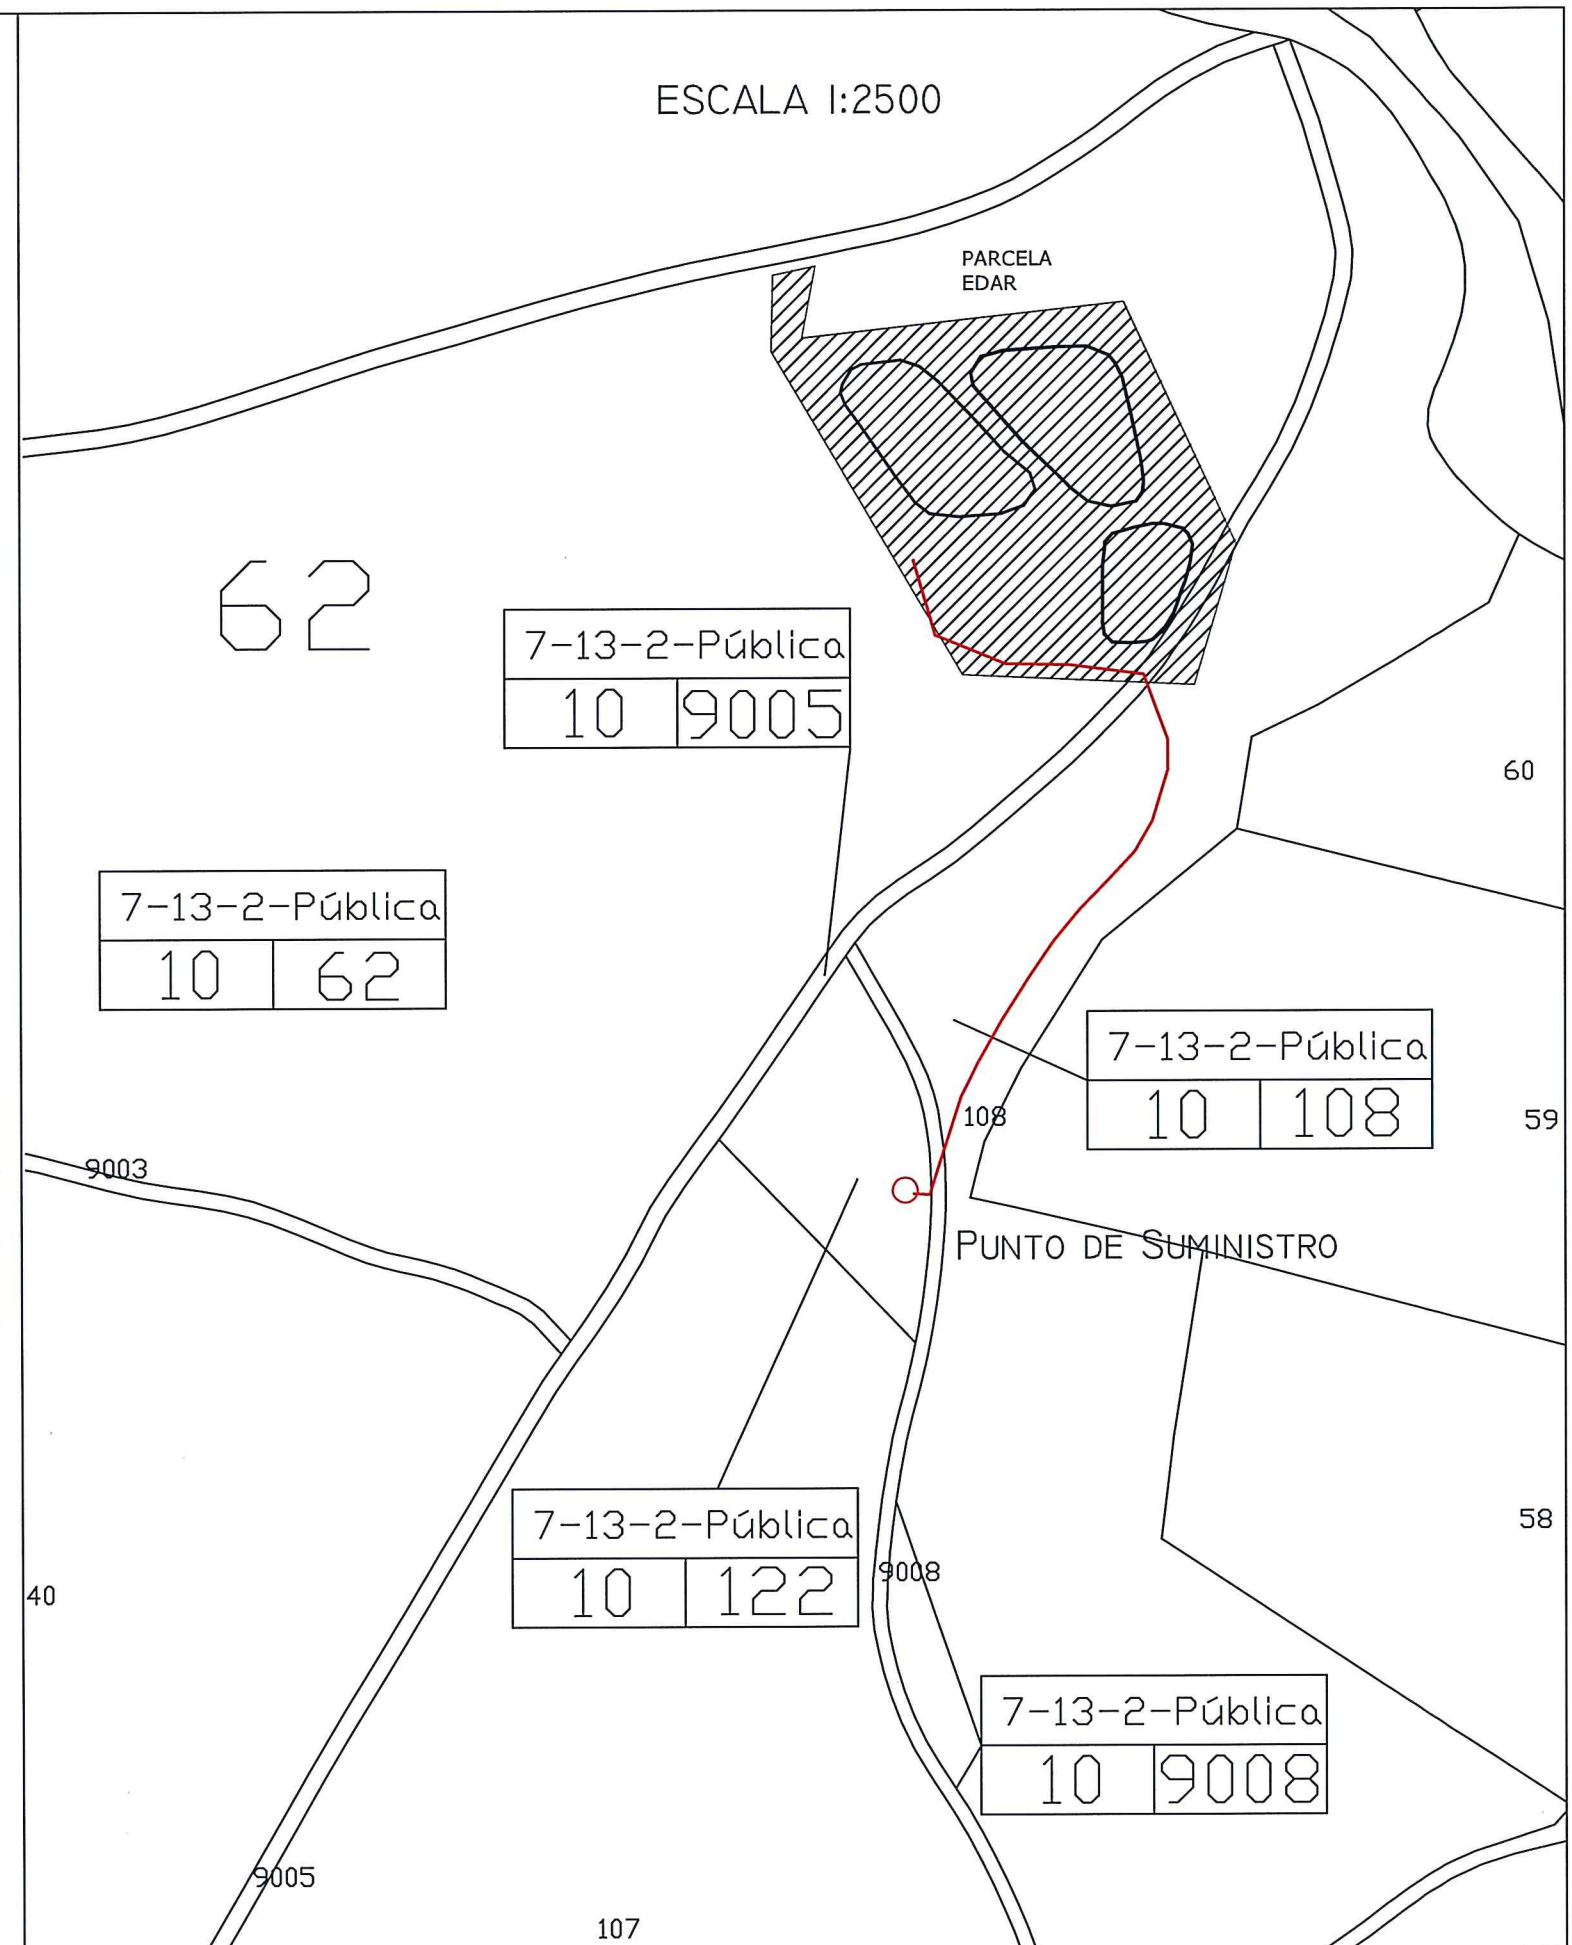 ESCALA 1:2500
PARCELA
EDAR
62
7-13-2-Pública
10 9005
60
7-13-2-Pública
10 62
7-13-2-Pública
10 108
108
59
9003
PUNTO DE SUMINISTRO
7-13-2-Pública
10 122
58
9008
40
7-13-2-Pública
10 9008
9005
107